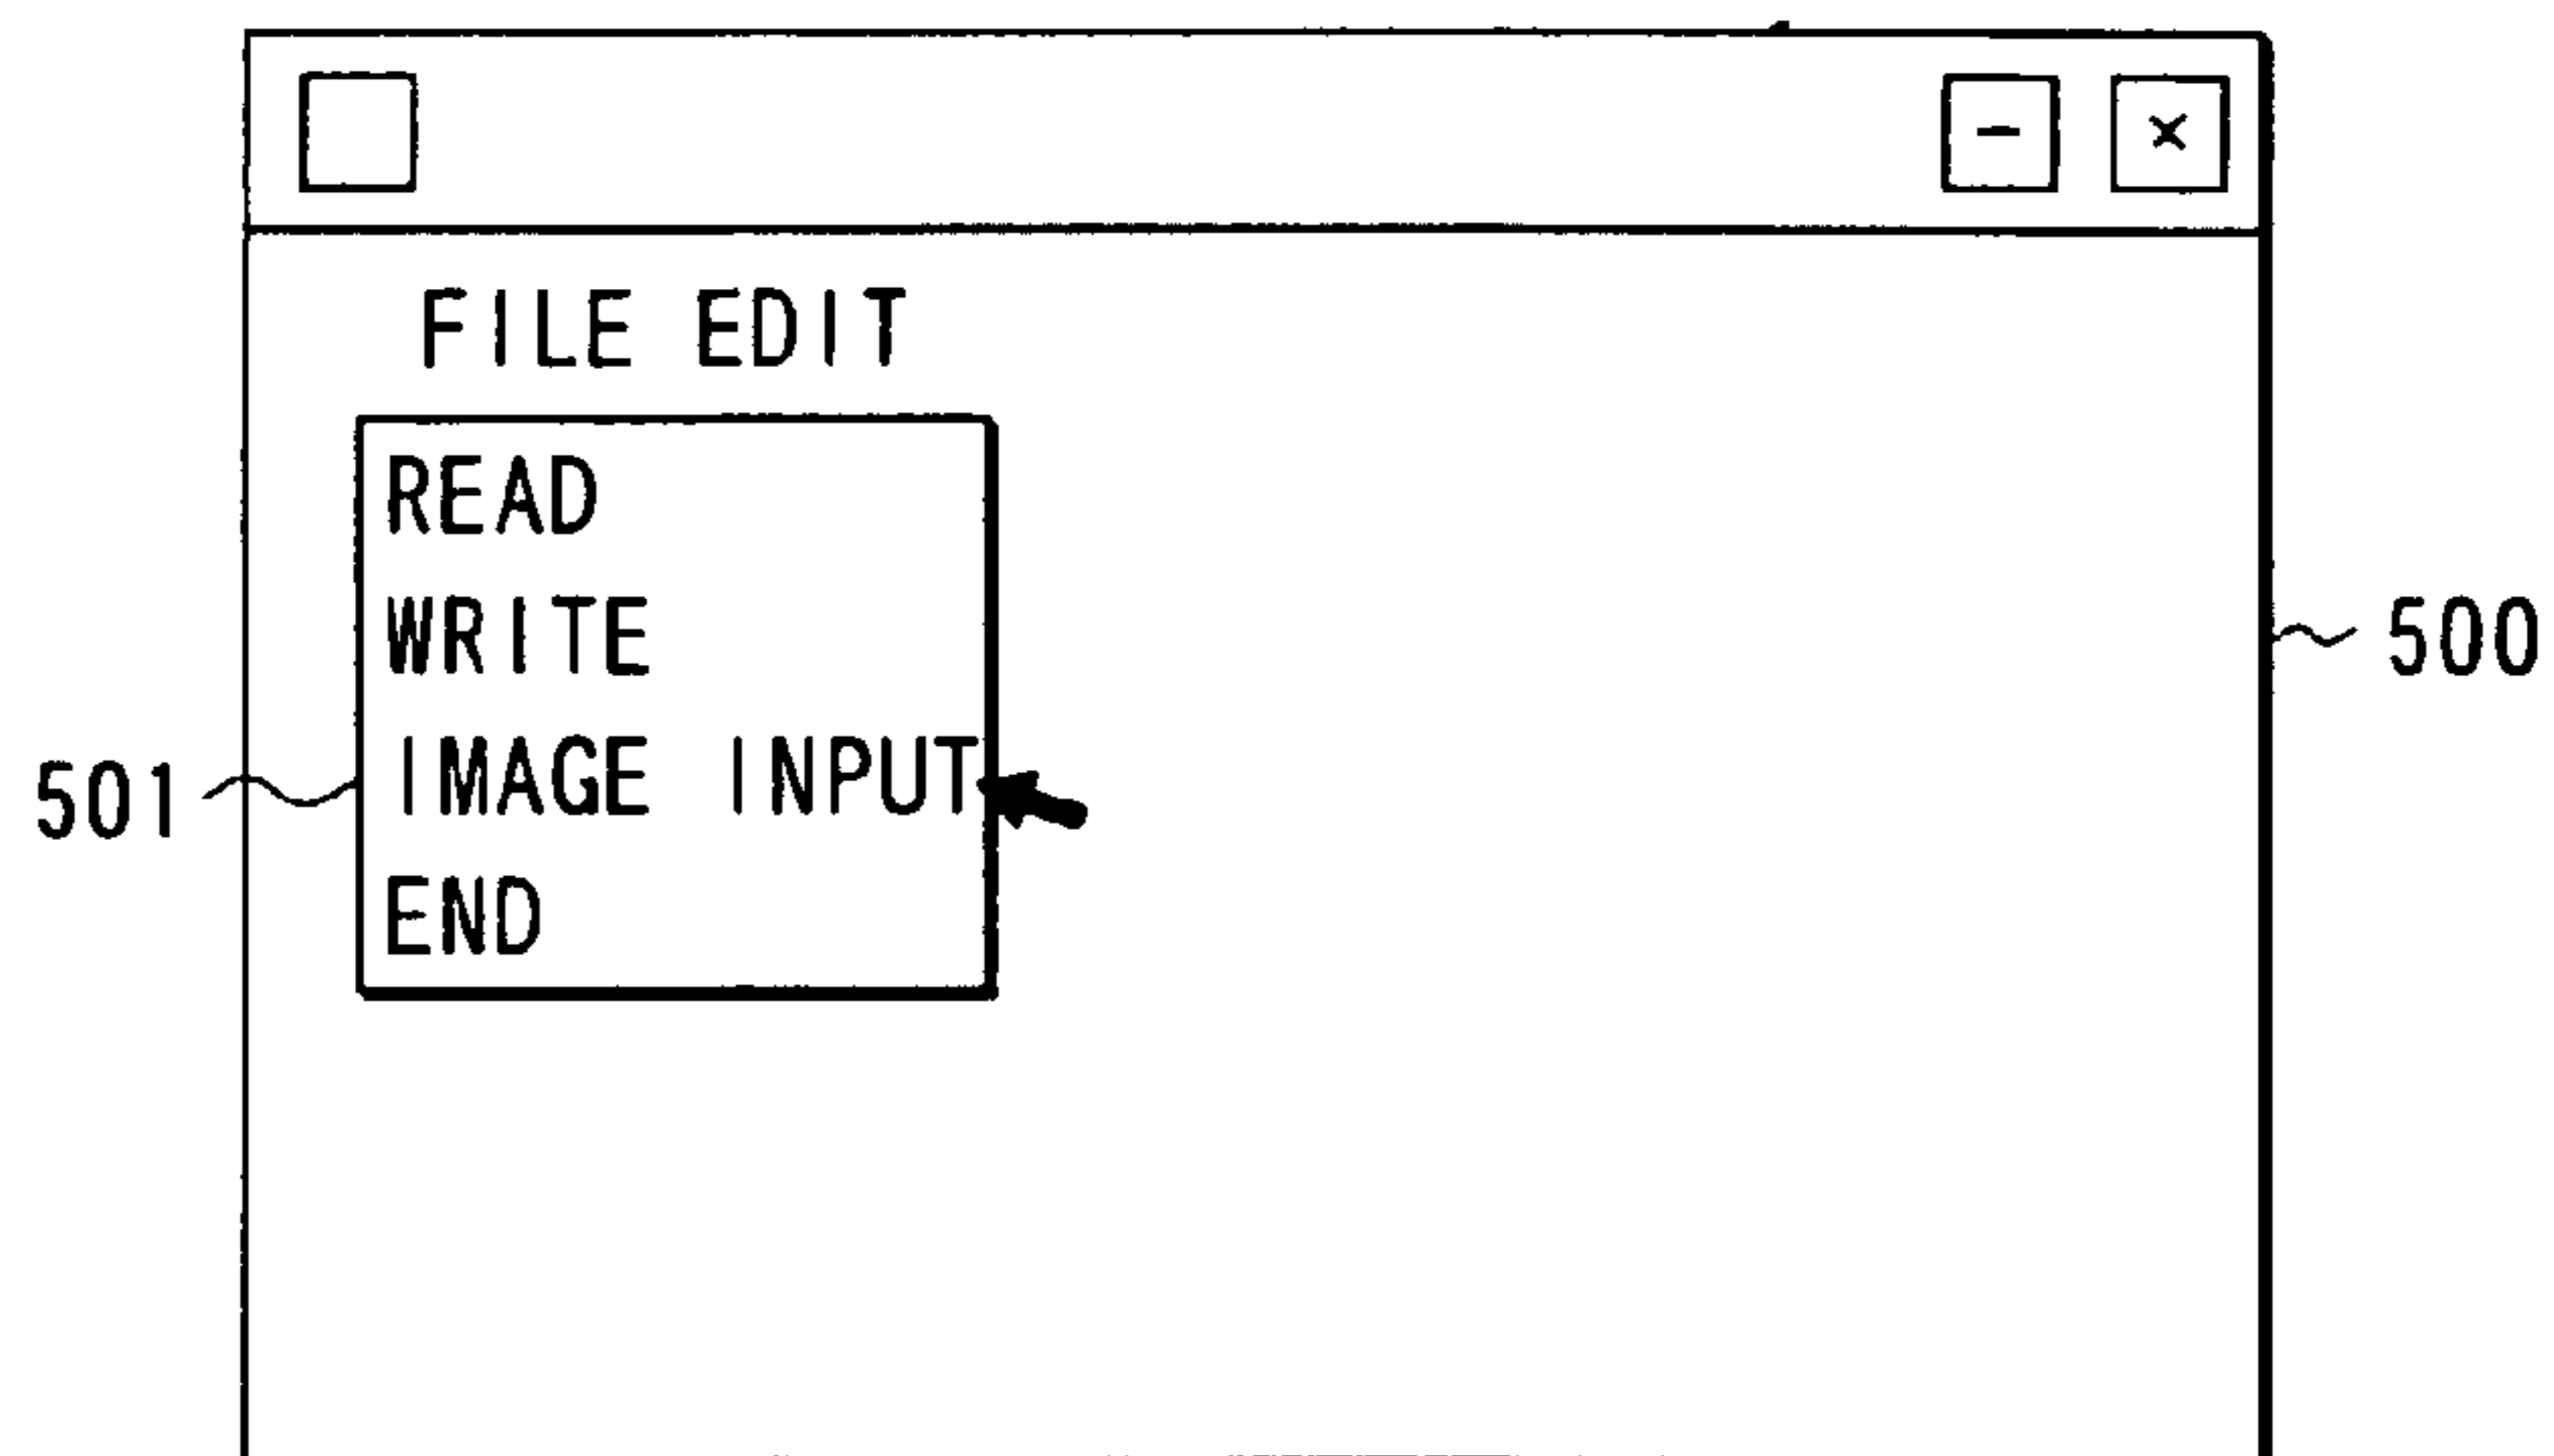 - ×
FILE EDIT
READ
WRITE
500
IMAGE INPUT
501
END